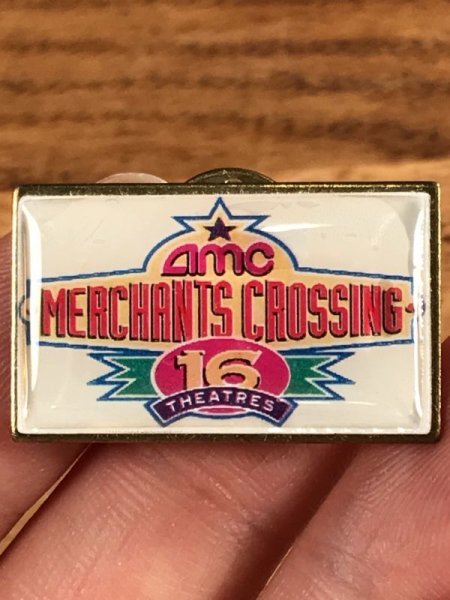 amc
MERCHANTS CROSSING
16
THEATRES